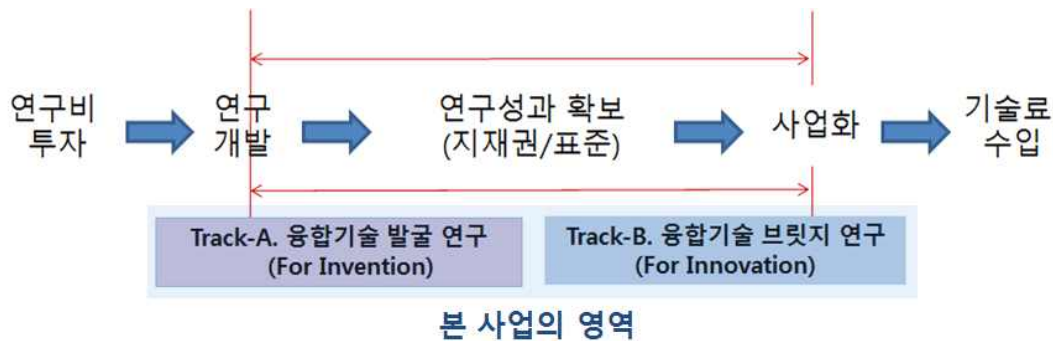 연구비
투자
연구
개발
연구성과 확보
(지재권/표준)
사업화
기술료
수입
Track-A. 융합기술 발굴 연구
(For Invention)
Track-B. 융합기술 브릿지 연구
(For Innovation)
본 사업의 영역